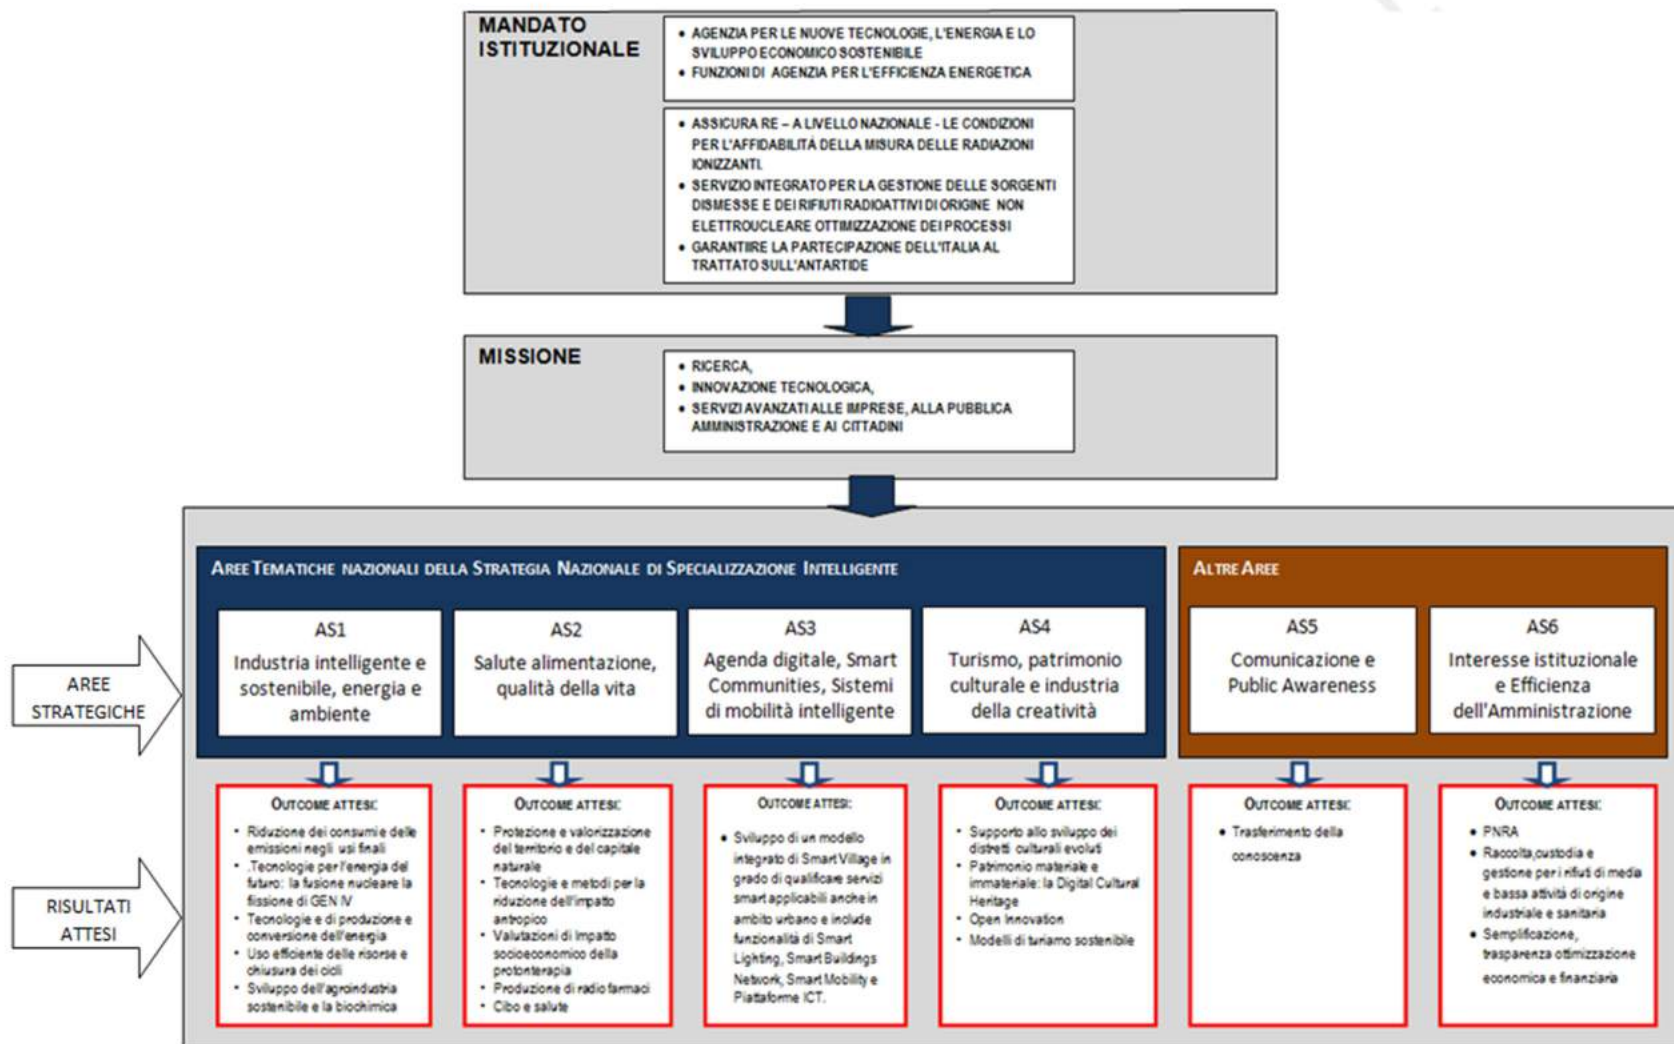 MANDATO
ISTITUZIONALE
• AGENZIA PER LE NUOVE TECNOLOGIE, L'ENERGIA E LO
SVILUPPO ECONOMICO SOSTENIBILE
• FUNZIONI DI AGENZIA PER L'EFFICIENZA ENERGETICA
• ASSICURA RE – A LIVELLO NAZIONALE - LE CONDIZIONI
PER L'AFFIDABILITÀ DELLA MISURA DELLE RADIAZIONI
IONIZZANTI.
• SERVIZIO INTEGRATO PER LA GESTIONE DELLE SORGENTI
DISMESSE E DEI RIFIUTI RADIOATTIVI DI ORIGINE NON
ELETTROUCLEARE OTTIMIZZAZIONE DEI PROCESSI
• GARANTIIRE LA PARTECIPAZIONE DELL'ITALIA AL
TRATTATO SULL'ANTARTIDE
MISSIONE
• RICERCA,
• INNOVAZIONE TECNOLOGICA,
• SERVIZI AVANZATI ALLE IMPRESE, ALLA PUBBLICA
AMMINISTRAZIONE E AI CITTADINI
AREE TEMATICHE NAZIONALI DELLA STRATEGIA NAZIONALE DI SPECIALIZZAZIONE INTELLIGENTE
ALTRE AREE
AREE
STRATEGICHE
AS1
Industria intelligente e
sostenibile, energia e
ambiente
AS2
Salute alimentazione,
qualità della vita
AS3
Agenda digitale, Smart
Communities, Sistemi
di mobilità intelligente
AS4
Turismo, patrimonio
culturale e industria
della creatività
AS5
Comunicazione e
Public Awareness
AS6
Interesse istituzionale
e Efficienza
dell'Amministrazione
RISULTATI
ATTESI
OUTCOME ATTESI:
• Riduzione dei consumi e delle
emissioni negli usi finali
• .Tecnologie per l'energia del
futuro: la fusione nucleare la
fissione di GEN IV
• Tecnologie e di produzione e
conversione dell'energia
• Uso efficiente delle risorse e
chiusura dei cicli
• Sviluppo dell'agroindustria
sostenibile e la biochimica
OUTCOME ATTESI:
• Protezione e valorizzazione
del territorio e del capitale
naturale
• Tecnologie e metodi per la
riduzione dell'impatto
antropico
• Valutazioni di Impatto
socioeconomico della
protonterapia
• Produzione di radio farmaci
• Cibo e salute
OUTCOME ATTESI:
• Sviluppo di un modello
integrato di Smart Village in
grado di qualificare servizi
smart applicabili anche in
ambito urbano e include
funzionalità di Smart
Lighting, Smart Buildings
Network, Smart Mobility e
Piattaforme ICT.
OUTCOME ATTESI:
• Supporto allo sviluppo dei
distretti culturali evoluti
• Patrimonio materiale e
immateriale: la Digital Cultural
Heritage
• Open Innovation
• Modelli di turiamo sostenibile
OUTCOME ATTESI:
• Trasferimento della
conoscenza
OUTCOME ATTESI:
• PNRA
• Raccolta,custodia e
gestione per i rifiuti di media
e bassa attività di origine
industriale e sanitaria
• Semplificazione,
trasparenza ottimizzazione
economica e finanziaria